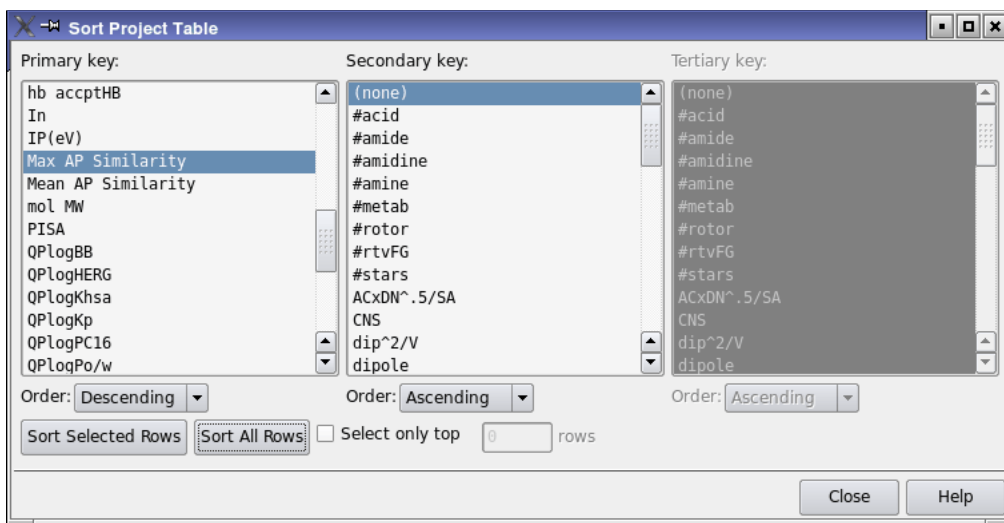 Sort Project Table
Primary key:
hb accptHB
In
IP(eV)
Max AP Similarity
Mean AP Similarity
mol MW
PISA
QPlogBB
QPlogHERG
QPlogKhsa
QPlogKp
QPlogPC16
QPlogPo/w
Order: Descending
Secondary key:
(none)
#acid
#amide
#amidine
#amine
#metab
#rotor
#rtvFG
#stars
ACxDN^.5/SA
CNS
dip^2/V
dipole
Order: Ascending
Tertiary key:
(none)
#acid
#amide
#amidine
#amine
#metab
#rotor
#rtvFG
#stars
ACxDN^.5/SA
CNS
dip^2/V
dipole
Order: Ascending
Sort Selected Rows Sort All Rows Select only top 0 rows
Close Help